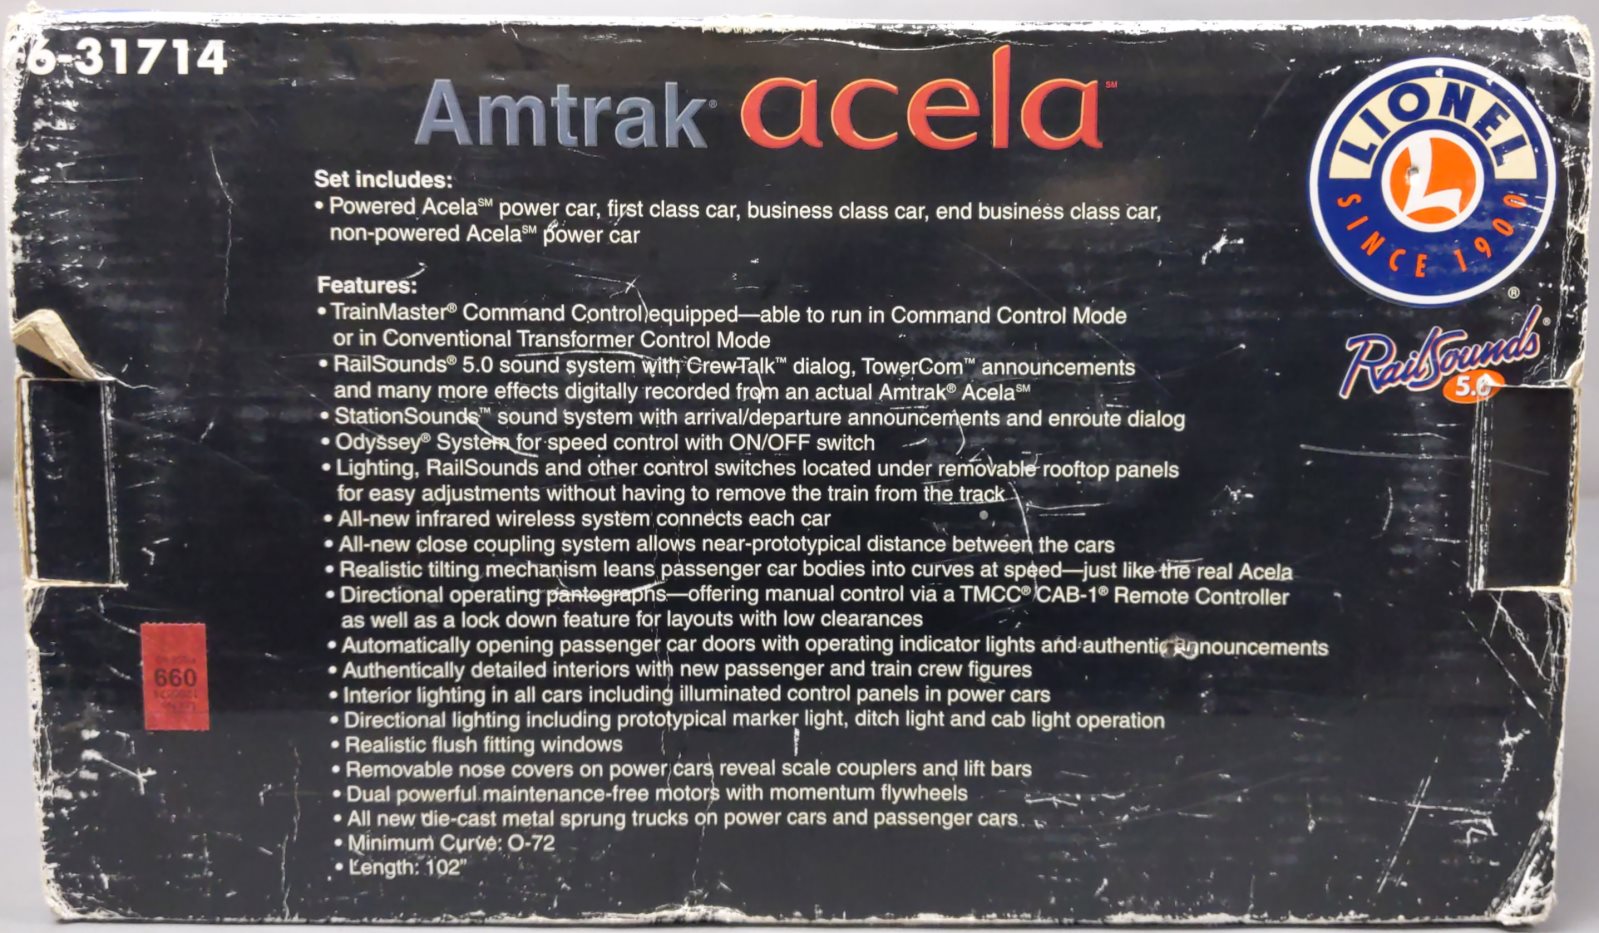 6-31714
Amtrak® acela℠
LIONEL
L
SINCE 1900
®
RailSounds®
5.0
Set includes:
• Powered Acela℠ power car, first class car, business class car, end business class car,
non-powered Acela℠ power car
Features:
• TrainMaster® Command Control equipped—able to run in Command Control Mode
or in Conventional Transformer Control Mode
• RailSounds® 5.0 sound system with CrewTalk™ dialog, TowerCom™ announcements
and many more effects digitally recorded from an actual Amtrak® Acela℠
• StationSounds™ sound system with arrival/departure announcements and enroute dialog
• Odyssey® System for speed control with ON/OFF switch
• Lighting, RailSounds and other control switches located under removable rooftop panels
for easy adjustments without having to remove the train from the track
• All-new infrared wireless system connects each car
• All-new close coupling system allows near-prototypical distance between the cars
• Realistic tilting mechanism leans passenger car bodies into curves at speed—just like the real Acela
• Directional operating pantographs—offering manual control via a TMCC® CAB-1® Remote Controller
as well as a lock down feature for layouts with low clearances
• Automatically opening passenger car doors with operating indicator lights and authentic announcements
• Authentically detailed interiors with new passenger and train crew figures
• Interior lighting in all cars including illuminated control panels in power cars
• Directional lighting including prototypical marker light, ditch light and cab light operation
• Realistic flush fitting windows
• Removable nose covers on power cars reveal scale couplers and lift bars
• Dual powerful maintenance-free motors with momentum flywheels
• All new die-cast metal sprung trucks on power cars and passenger cars
• Minimum Curve: O-72
• Length: 102”
660